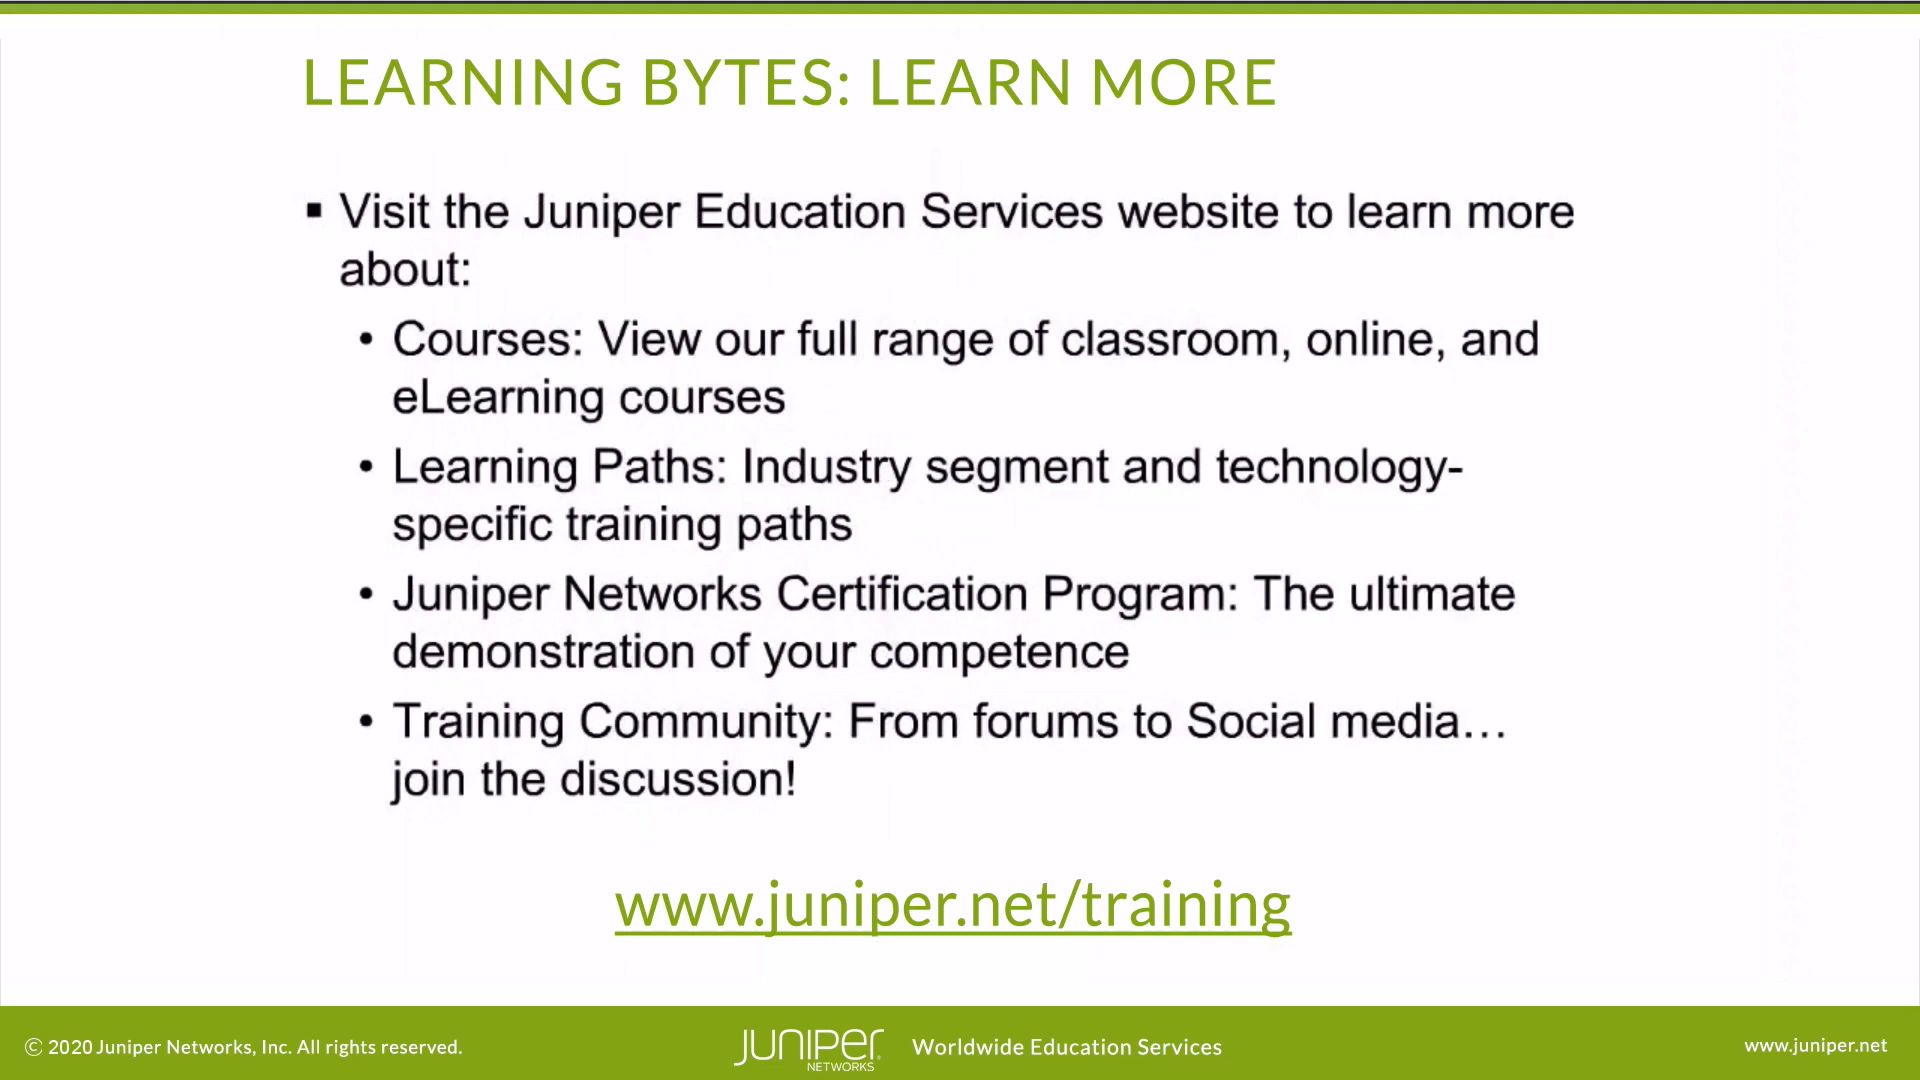 LEARNING BYTES: LEARN MORE
▪ Visit the Juniper Education Services website to learn more
about:
• Courses: View our full range of classroom, online, and
eLearning courses
• Learning Paths: Industry segment and technology-
specific training paths
• Juniper Networks Certification Program: The ultimate
demonstration of your competence
• Training Community: From forums to Social media…
join the discussion!
www.juniper.net/training
© 2020 Juniper Networks, Inc. All rights reserved.
JUNIPER NETWORKS
Worldwide Education Services
www.juniper.net